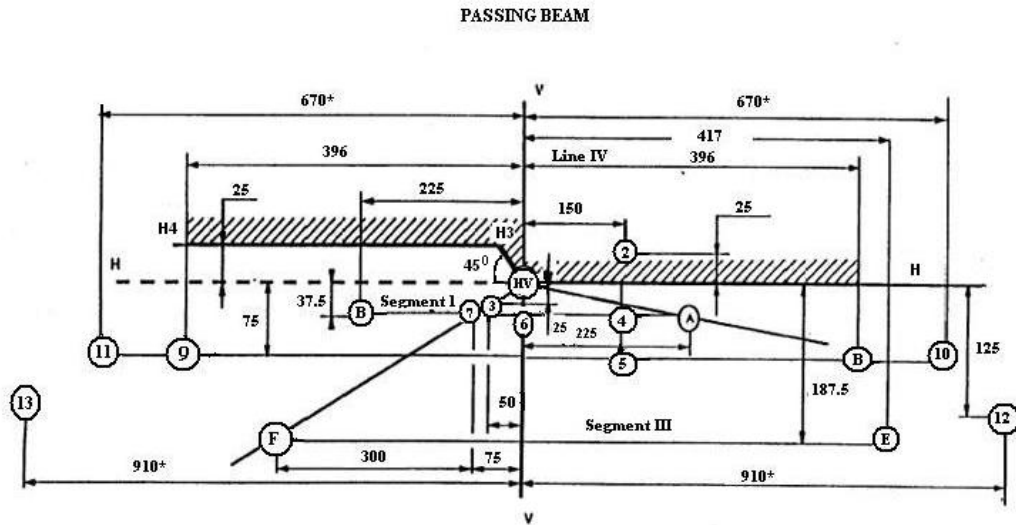 PASSING BEAM
V
670* 670*
417
396 Line IV 396
25 225 150 25
H4 H3 2
H 45⁰ HV H
37.5 Segment I
B 7 3 4 A
75 6 25 225
11 9 5 B 10 125
50 187.5
13 12
F Segment III E
300 75
910* 910*
V